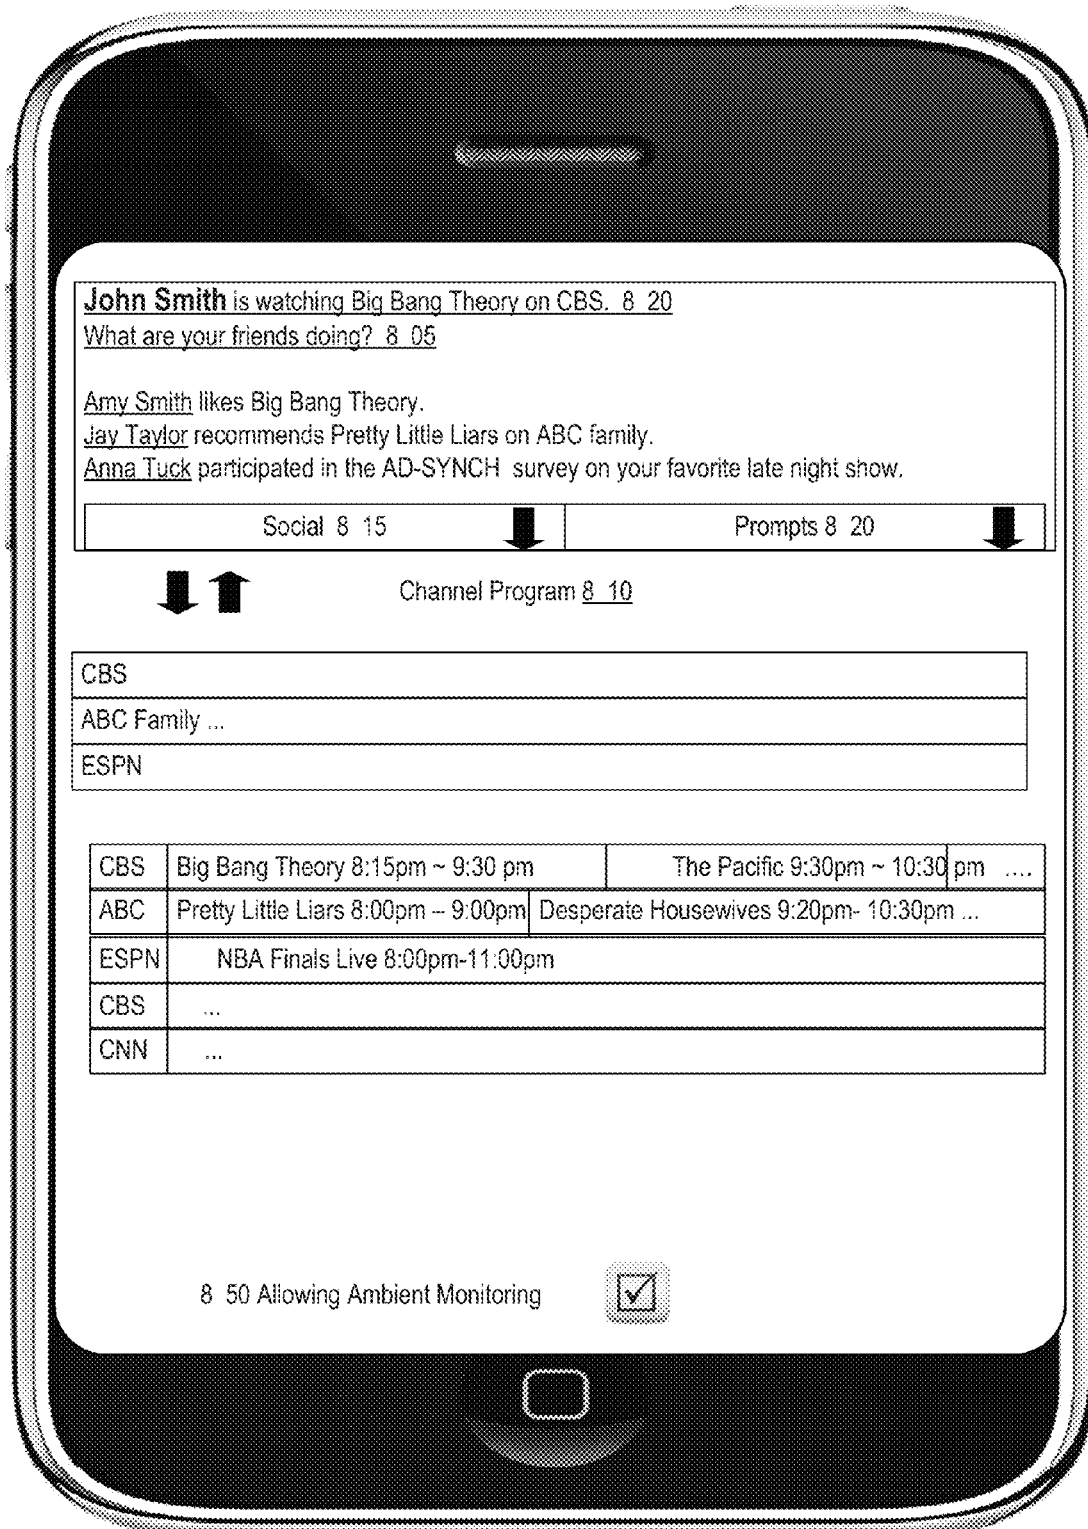 John Smith is watching Big Bang Theory on CBS. 8 20
What are your friends doing? 8 05
Amy Smith likes Big Bang Theory.
Jay Taylor recommends Pretty Little Liars on ABC family.
Anna Tuck participated in the AD-SYNCH survey on your favorite late night show.
Social 8 15 Prompts 8 20
Channel Program 8 10
CBS
ABC Family ...
ESPN
CBS Big Bang Theory 8:15pm ~ 9:30 pm The Pacific 9:30pm ~ 10:30 pm ....
ABC Pretty Little Liars 8:00pm – 9:00pm Desperate Housewives 9:20pm- 10:30pm ...
ESPN NBA Finals Live 8:00pm-11:00pm
CBS ...
CNN ...
8 50 Allowing Ambient Monitoring